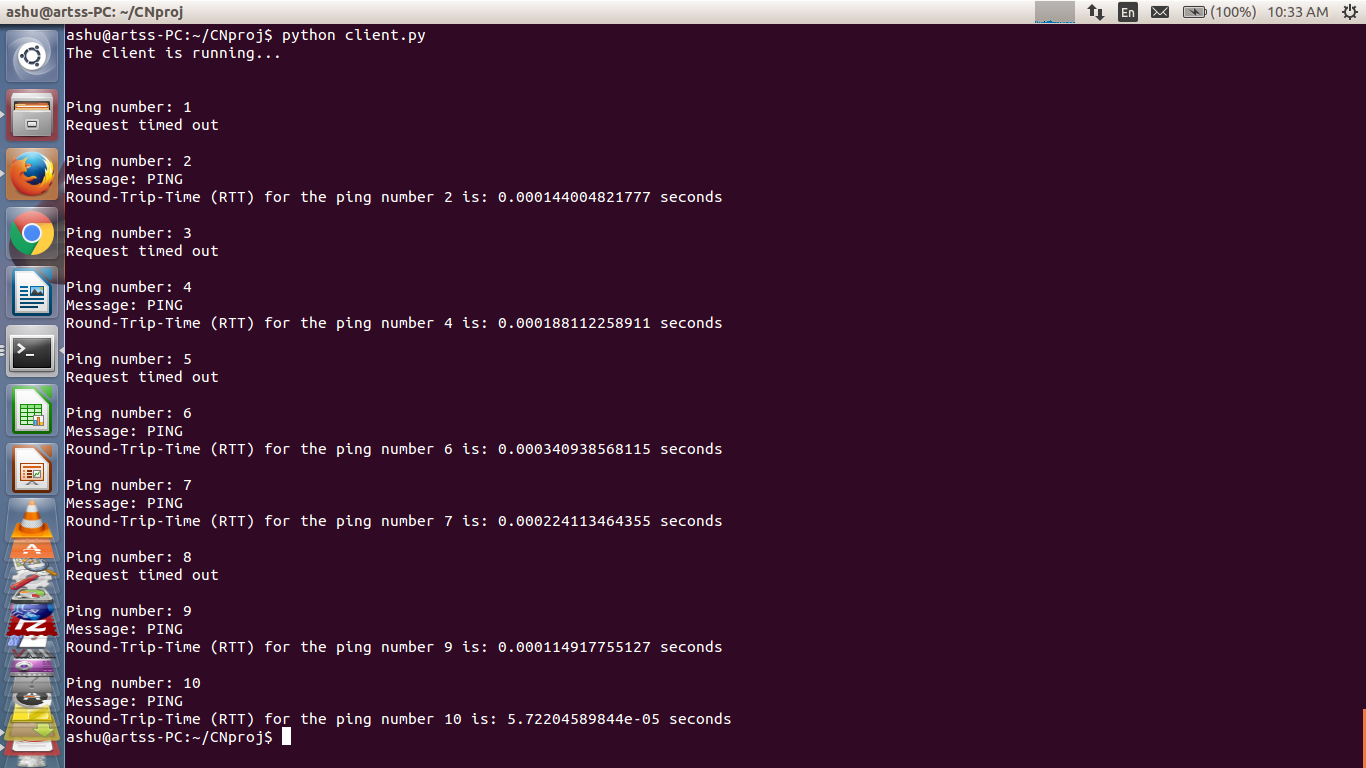 ashu@artss-PC: ~/CNproj
En
(100%)
10:33 AM
ashu@artss-PC:~/CNproj$ python client.py
The client is running...
Ping number: 1
Request timed out
Ping number: 2
Message: PING
Round-Trip-Time (RTT) for the ping number 2 is: 0.000144004821777 seconds
Ping number: 3
Request timed out
Ping number: 4
Message: PING
Round-Trip-Time (RTT) for the ping number 4 is: 0.000188112258911 seconds
Ping number: 5
Request timed out
Ping number: 6
Message: PING
Round-Trip-Time (RTT) for the ping number 6 is: 0.000340938568115 seconds
Ping number: 7
Message: PING
Round-Trip-Time (RTT) for the ping number 7 is: 0.000224113464355 seconds
Ping number: 8
Request timed out
Ping number: 9
Message: PING
Round-Trip-Time (RTT) for the ping number 9 is: 0.000114917755127 seconds
Ping number: 10
Message: PING
Round-Trip-Time (RTT) for the ping number 10 is: 5.72204589844e-05 seconds
ashu@artss-PC:~/CNproj$